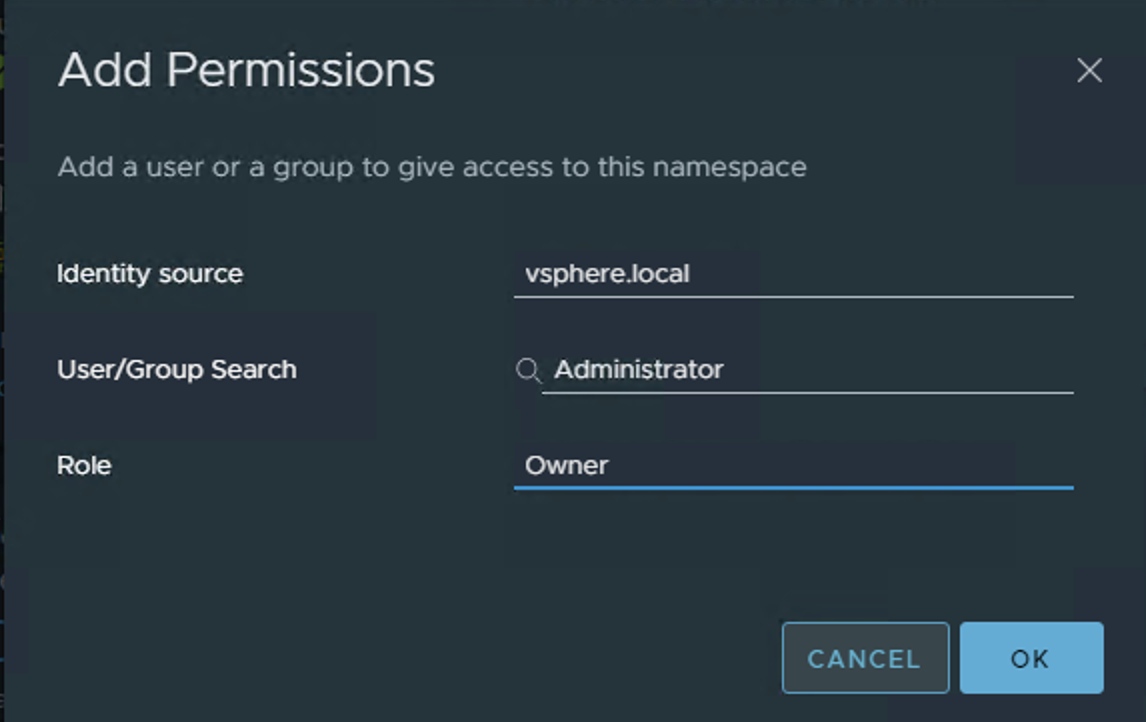 Add Permissions
Add a user or a group to give access to this namespace
Identity source
vsphere.local
User/Group Search
Administrator
Role
Owner
CANCEL
OK